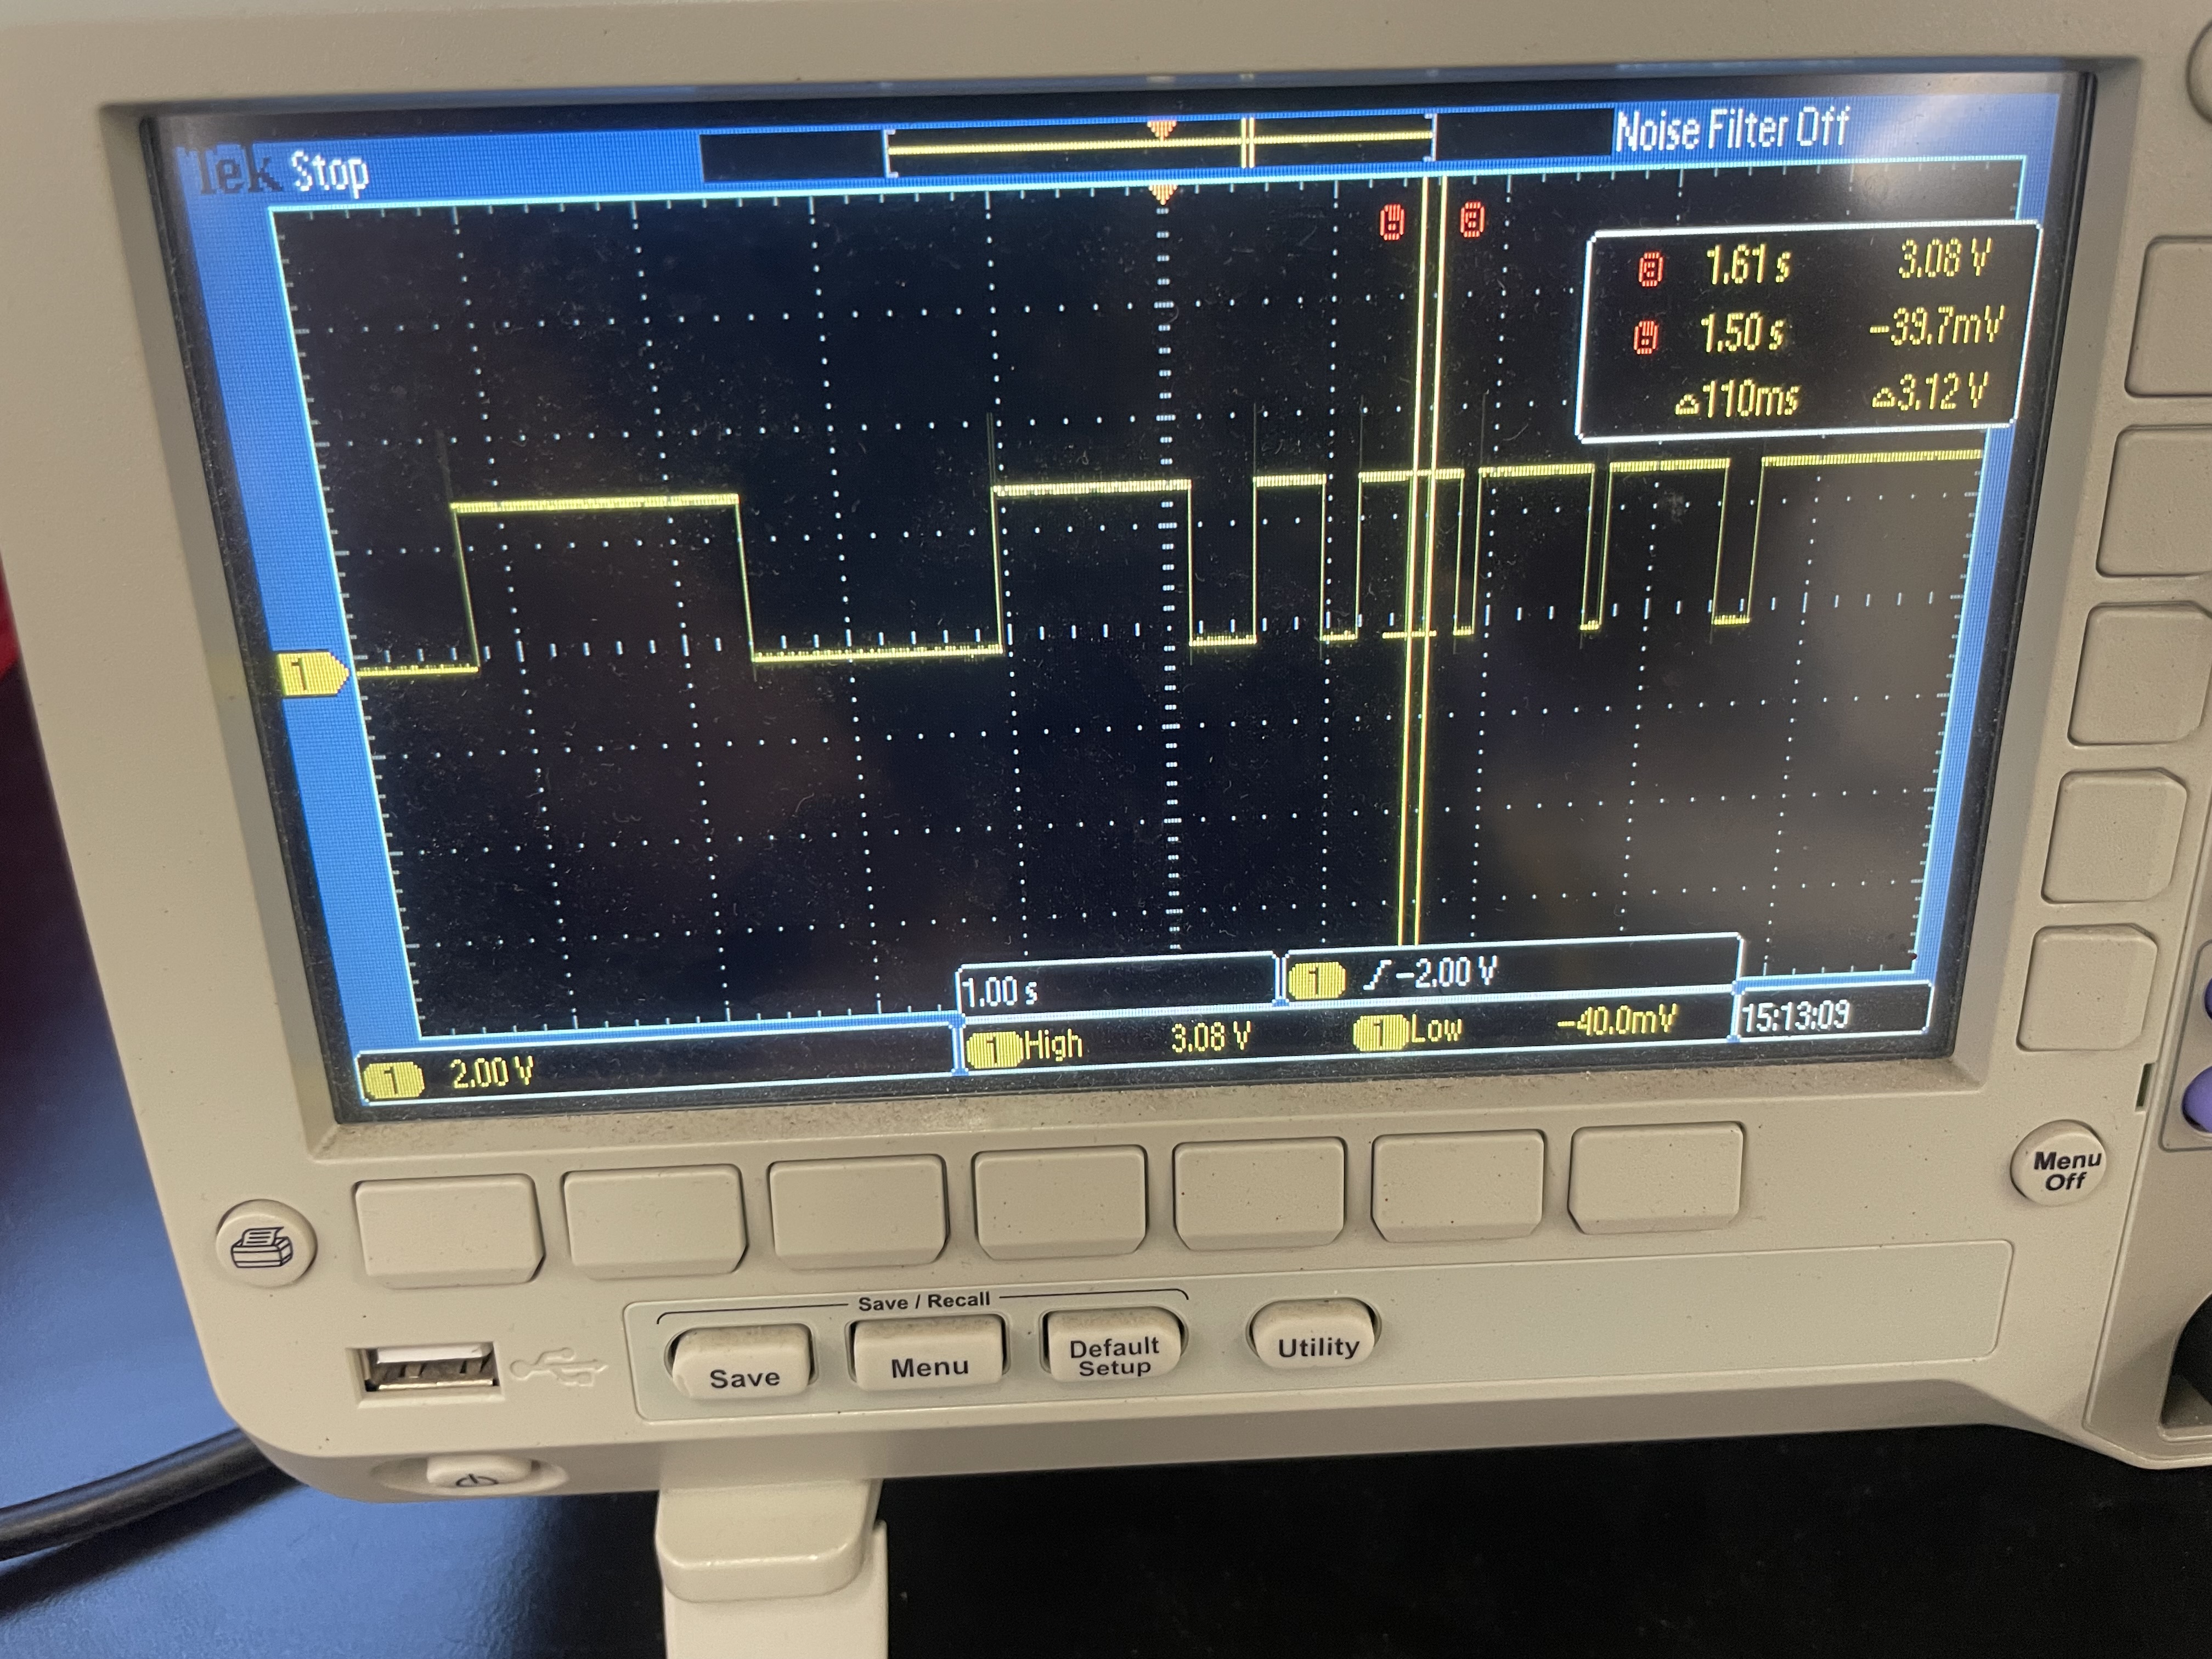 Tek Stop
Noise Filter Off
1.61 s 3.08 V
1.50 s -39.7mV
△110ms △3.12 V
1
1.00 s
1 ∫ -2.00 V
1 2.00 V
1 High 3.08 V
1 Low -40.0mV
15:13:09
Menu
Off
Save / Recall
Save
Menu
Default
Setup
Utility